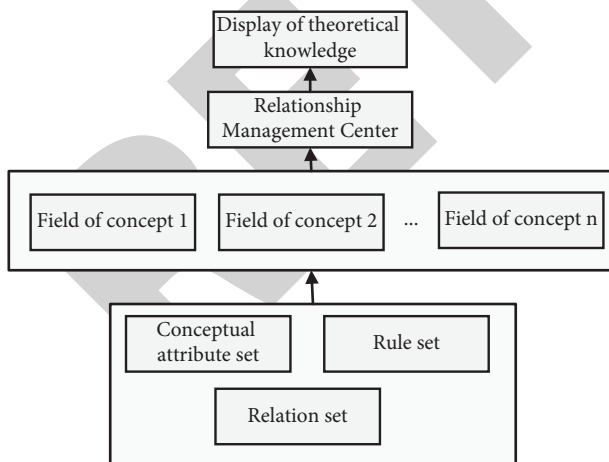 Display of theoretical
knowledge
Relationship
Management Center
Field of concept 1
Field of concept 2
...
Field of concept n
Conceptual
attribute set
Rule set
Relation set